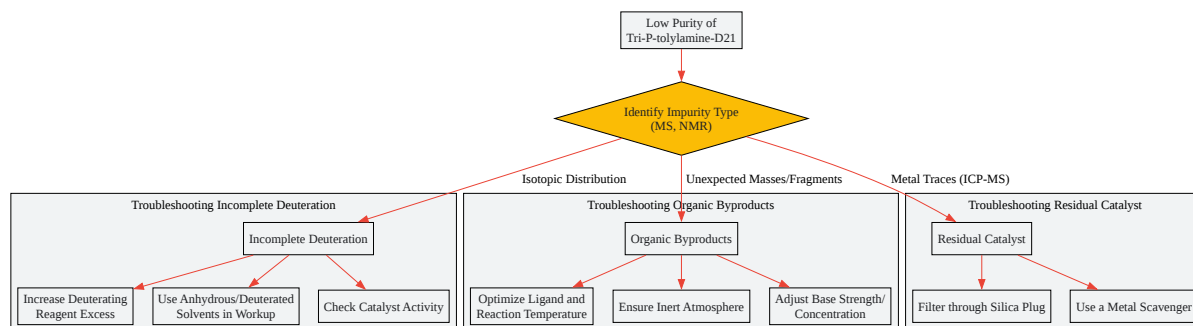 Low Purity of
Tri-P-tolylamine-D21
Identify Impurity Type
(MS, NMR)
Isotopic Distribution
Unexpected Masses/Fragments
Metal Traces (ICP-MS)
Troubleshooting Incomplete Deuteration
Troubleshooting Organic Byproducts
Troubleshooting Residual Catalyst
Incomplete Deuteration
Organic Byproducts
Residual Catalyst
Increase Deuterating
Reagent Excess
Use Anhydrous/Deuterated
Solvents in Workup
Check Catalyst Activity
Optimize Ligand and
Reaction Temperature
Ensure Inert Atmosphere
Adjust Base Strength/
Concentration
Filter through Silica Plug
Use a Metal Scavenger